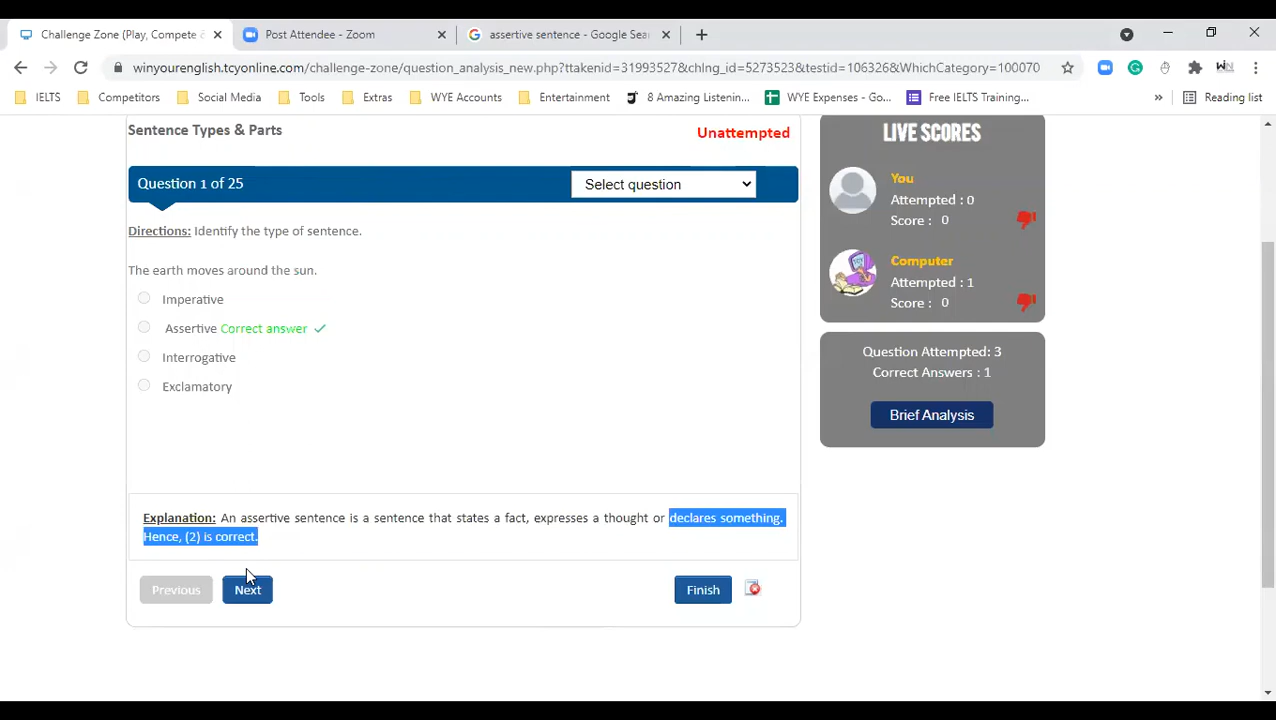 Challenge Zone (Play, Compete &
Post Attendee - Zoom
assertive sentence - Google Sea
winyourenglish.tcyonline.com/challenge-zone/question_analysis_new.php?ttakenid=31993527&chlng_id=5273523&testid=106326&WhichCategory=100070
IELTS
Competitors
Social Media
Tools
Extras
WYE Accounts
Entertainment
8 Amazing Listenin...
WYE Expenses - Go...
Free IELTS Training...
»
Reading list
Sentence Types & Parts
Unattempted
Question 1 of 25
Select question
Directions: Identify the type of sentence.
The earth moves around the sun.
Imperative
Assertive Correct answer ✓
Interrogative
Exclamatory
Explanation: An assertive sentence is a sentence that states a fact, expresses a thought or declares something.
Hence, (2) is correct.
Previous
Next
Finish
LIVE SCORES
You
Attempted : 0
Score : 0
Computer
Attempted : 1
Score : 0
Question Attempted: 3
Correct Answers : 1
Brief Analysis